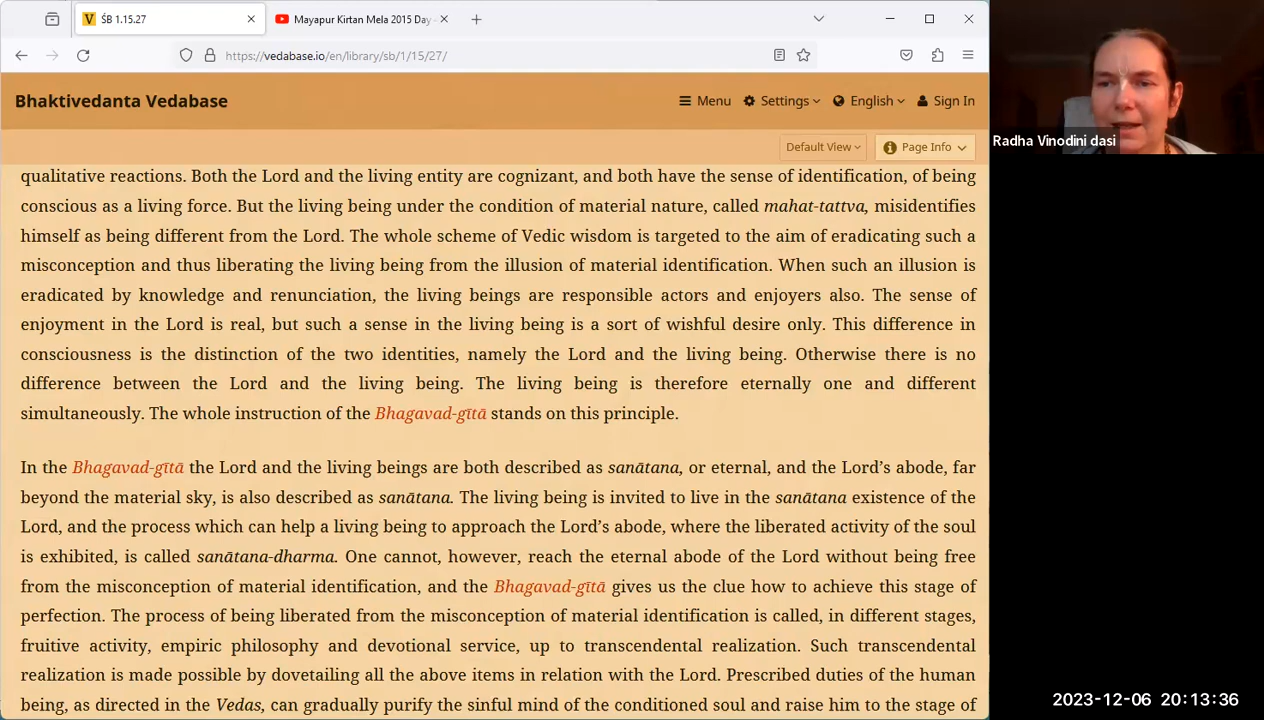 ŚB 1.15.27
Mayapur Kirtan Mela 2015 Day -
https://vedabase.io/en/library/sb/1/15/27/
Bhaktivedanta Vedabase
Menu Settings English Sign In
Default View Page Info
qualitative reactions. Both the Lord and the living entity are cognizant, and both have the sense of identification, of being
conscious as a living force. But the living being under the condition of material nature, called mahat-tattva, misidentifies
himself as being different from the Lord. The whole scheme of Vedic wisdom is targeted to the aim of eradicating such a
misconception and thus liberating the living being from the illusion of material identification. When such an illusion is
eradicated by knowledge and renunciation, the living beings are responsible actors and enjoyers also. The sense of
enjoyment in the Lord is real, but such a sense in the living being is a sort of wishful desire only. This difference in
consciousness is the distinction of the two identities, namely the Lord and the living being. Otherwise there is no
difference between the Lord and the living being. The living being is therefore eternally one and different
simultaneously. The whole instruction of the Bhagavad-gītā stands on this principle.
In the Bhagavad-gītā the Lord and the living beings are both described as sanātana, or eternal, and the Lord's abode, far
beyond the material sky, is also described as sanātana. The living being is invited to live in the sanātana existence of the
Lord, and the process which can help a living being to approach the Lord's abode, where the liberated activity of the soul
is exhibited, is called sanātana-dharma. One cannot, however, reach the eternal abode of the Lord without being free
from the misconception of material identification, and the Bhagavad-gītā gives us the clue how to achieve this stage of
perfection. The process of being liberated from the misconception of material identification is called, in different stages,
fruitive activity, empiric philosophy and devotional service, up to transcendental realization. Such transcendental
realization is made possible by dovetailing all the above items in relation with the Lord. Prescribed duties of the human
being, as directed in the Vedas, can gradually purify the sinful mind of the conditioned soul and raise him to the stage of
Radha Vinodini dasi
2023-12-06 20:13:36